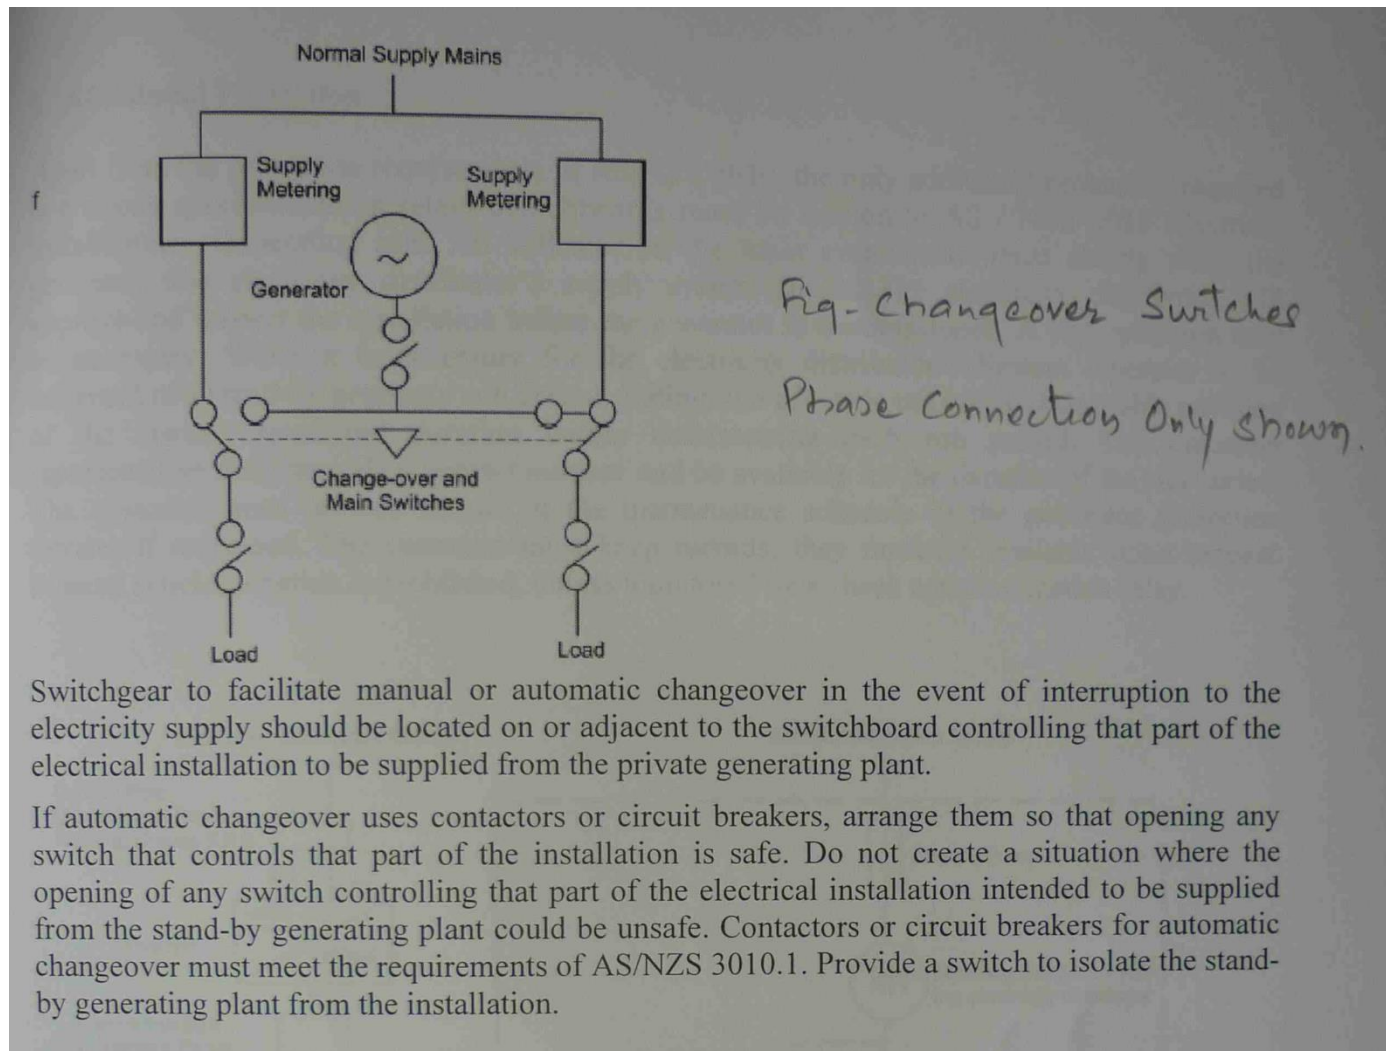 Normal Supply Mains
Supply
Metering
Supply
Metering
f
Generator
Fig- Changeover Switches
Phase Connection Only Shown.
Change-over and
Main Switches
Load
Load
Switchgear to facilitate manual or automatic changeover in the event of interruption to the
electricity supply should be located on or adjacent to the switchboard controlling that part of the
electrical installation to be supplied from the private generating plant.
If automatic changeover uses contactors or circuit breakers, arrange them so that opening any
switch that controls that part of the installation is safe. Do not create a situation where the
opening of any switch controlling that part of the electrical installation intended to be supplied
from the stand-by generating plant could be unsafe. Contactors or circuit breakers for automatic
changeover must meet the requirements of AS/NZS 3010.1. Provide a switch to isolate the stand-
by generating plant from the installation.